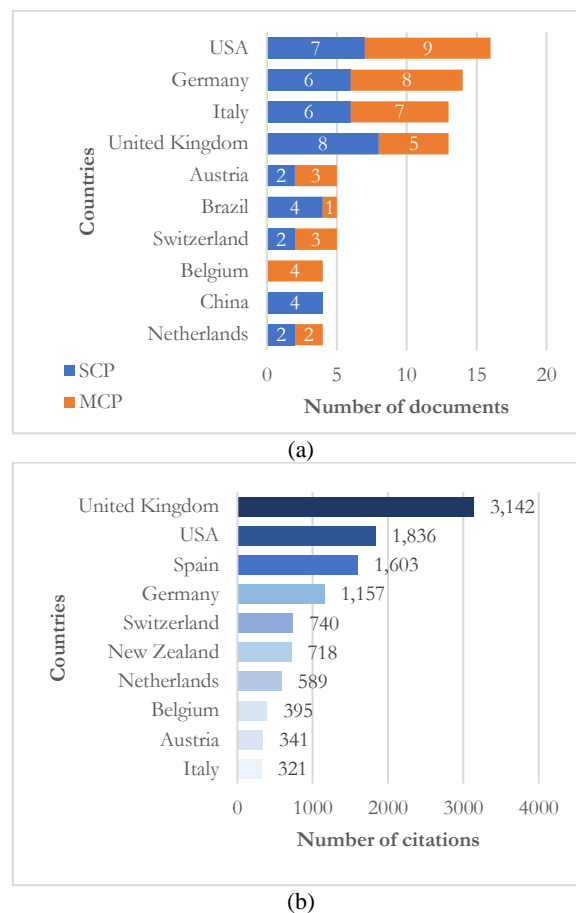 USA 7 9
Germany 6 8
Italy 6 7
United Kingdom 8 5
Austria 2 3
Brazil 4 1
Switzerland 2 3
Belgium 4
China 4
Netherlands 2 2
Countries
SCP
MCP
0 5 10 15 20
Number of documents
(a)
United Kingdom 3,142
USA 1,836
Spain 1,603
Germany 1,157
Switzerland 740
New Zealand 718
Netherlands 589
Belgium 395
Austria 341
Italy 321
Countries
0 1000 2000 3000 4000
Number of citations
(b)